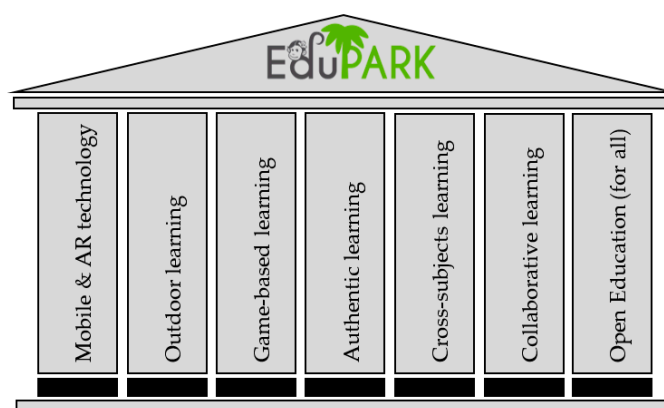 EduPARK
Mobile & AR technology
Outdoor learning
Game-based learning
Authentic learning
Cross-subjects learning
Collaborative learning
Open Education (for all)